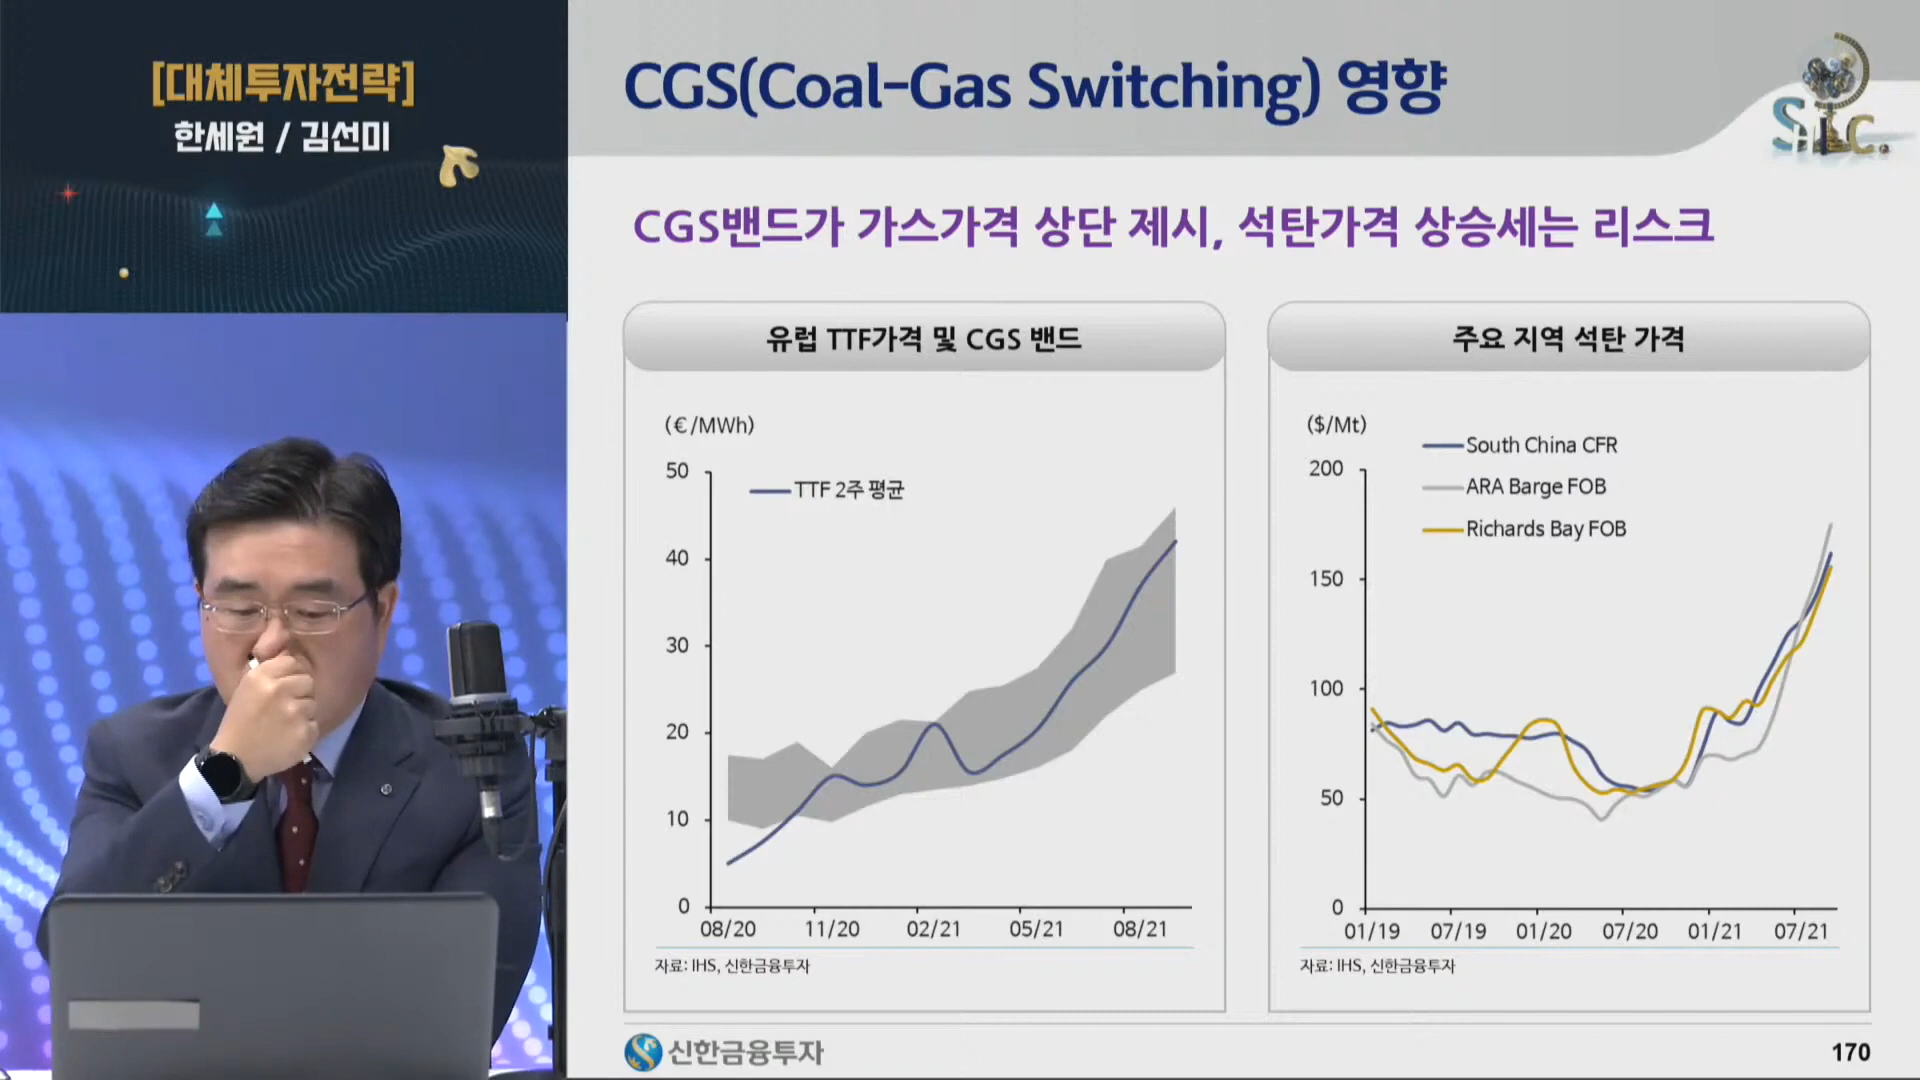 [대체투자전략]
한세원 / 김선미
CGS(Coal-Gas Switching) 영향
SHIC.
CGS밴드가 가스가격 상단 제시, 석탄가격 상승세는 리스크
유럽 TTF가격 및 CGS 밴드
(€/MWh)
TTF 2주 평균
50
40
30
20
10
0
08/20 11/20 02/21 05/21 08/21
자료: IHS, 신한금융투자
주요 지역 석탄 가격
($/Mt)
South China CFR
ARA Barge FOB
Richards Bay FOB
200
150
100
50
0
01/19 07/19 01/20 07/20 01/21 07/21
자료: IHS, 신한금융투자
신한금융투자
170